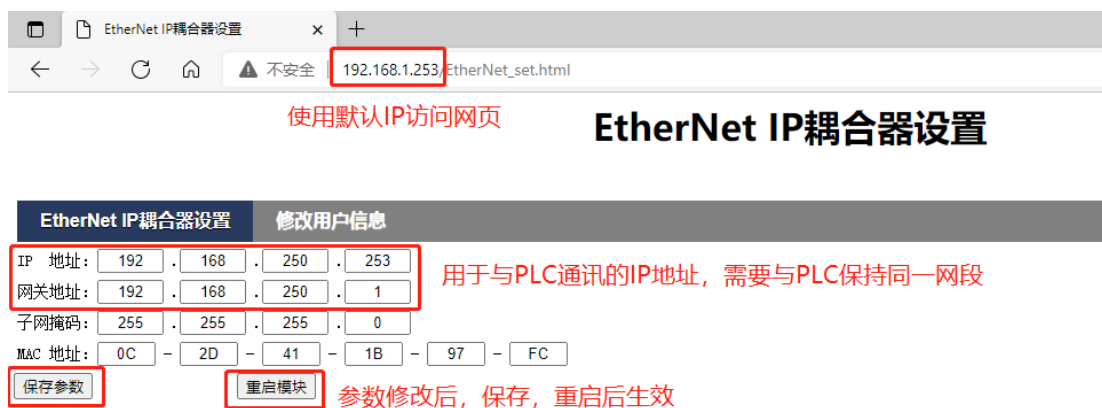 EtherNet IP耦合器设置
不安全 192.168.1.253/EtherNet_set.html
使用默认IP访问网页
EtherNet IP耦合器设置
EtherNet IP耦合器设置 修改用户信息
IP 地址: 192 . 168 . 250 . 253
用于与PLC通讯的IP地址，需要与PLC保持同一网段
网关地址: 192 . 168 . 250 . 1
子网掩码: 255 . 255 . 255 . 0
MAC 地址: 0C - 2D - 41 - 1B - 97 - FC
保存参数 重启模块 参数修改后，保存，重启后生效